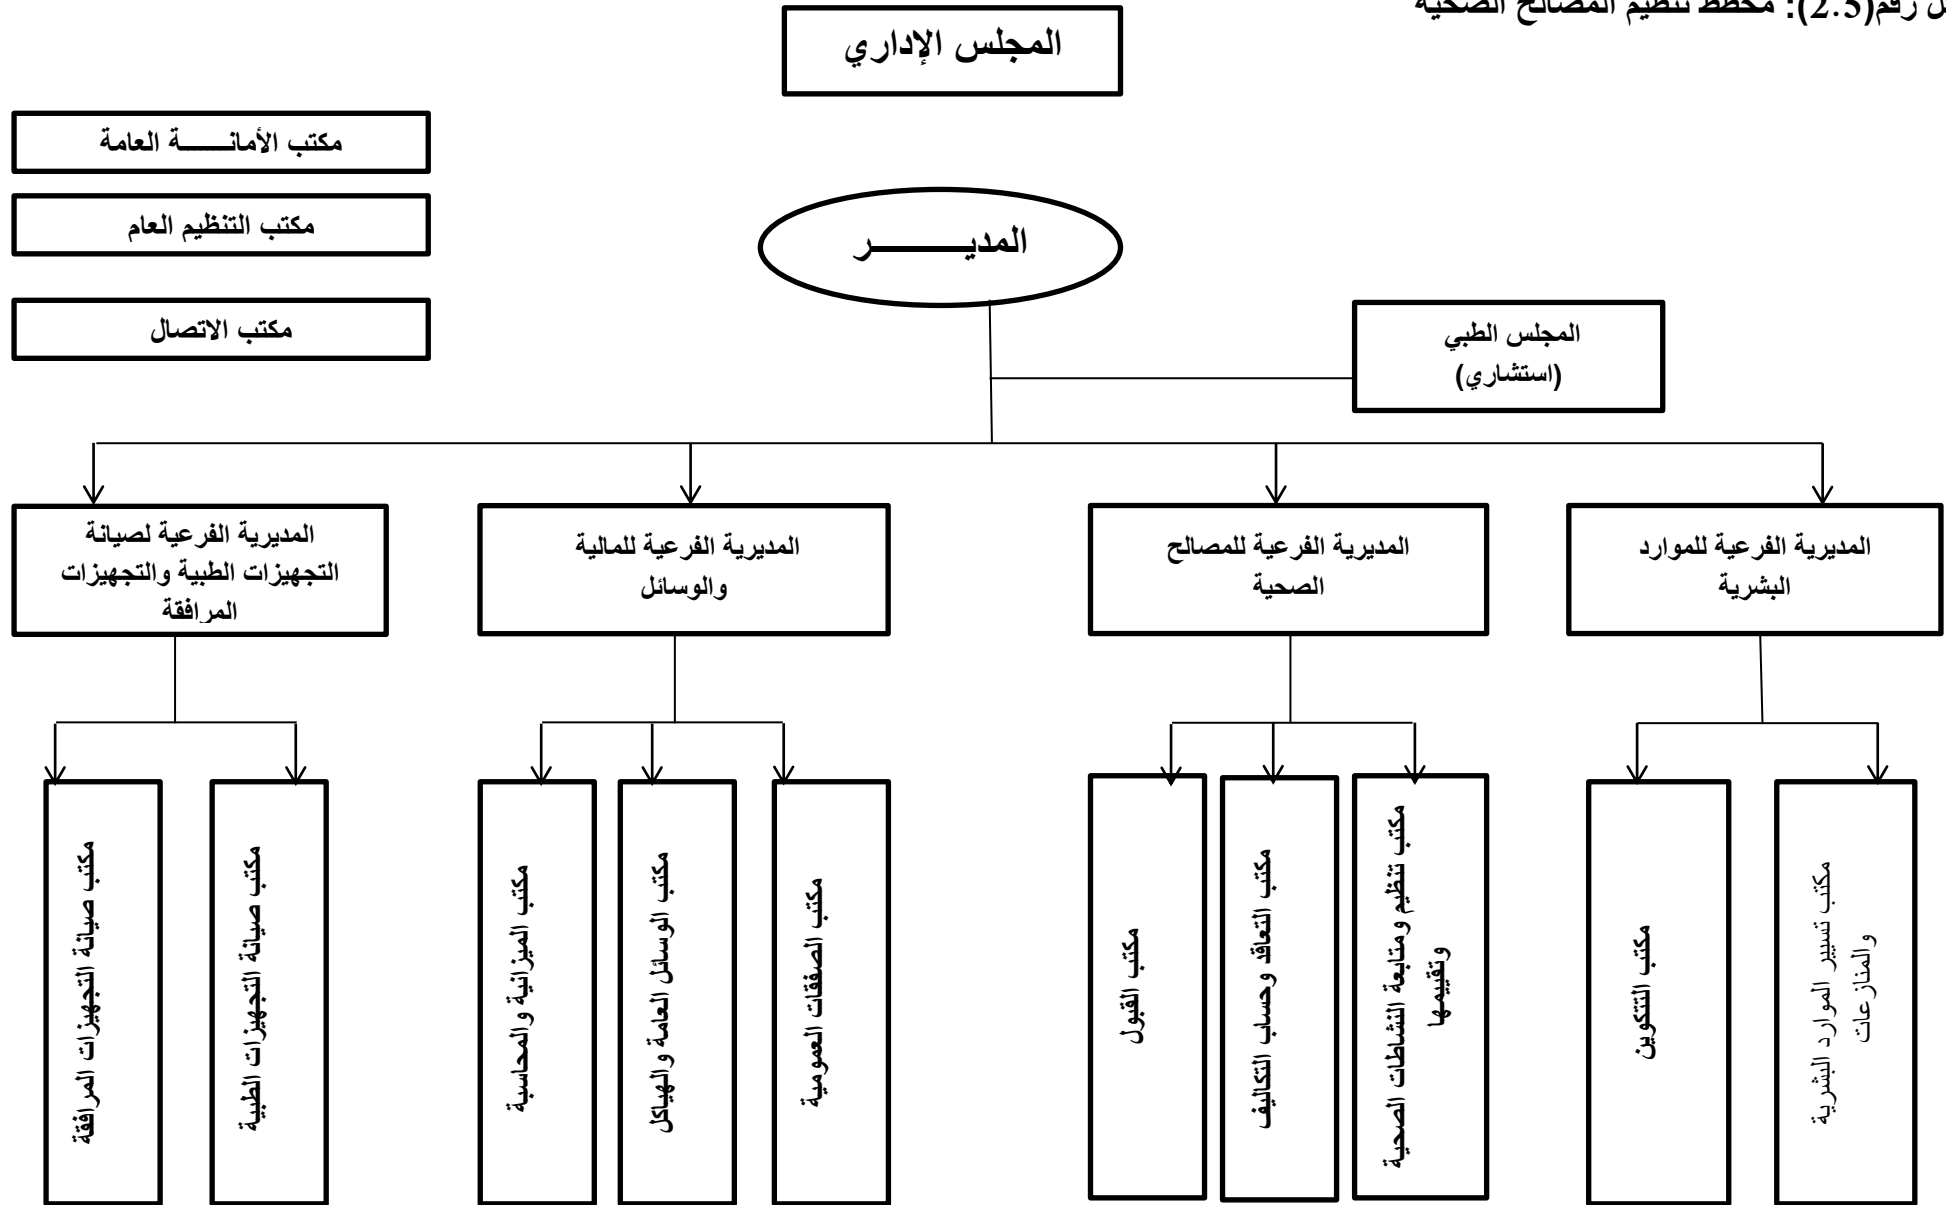 رقم(2.5): مخطط تنظيم المصالح الصحية
المجلس الإداري
مكتب الأمانــــــة العامة
مكتب التنظيم العام
مكتب الاتصال
المديــــــــــر
المجلس الطبي
(استشاري)
المديرية الفرعية للموارد
البشرية
المديرية الفرعية للمصالح
الصحية
المديرية الفرعية للمالية
والوسائل
المديرية الفرعية لصيانة
التجهيزات الطبية والتجهيزات
المرافقة
مكتب تسيير الموارد البشرية
والمنازعات
مكتب التكوين
مكتب تنظيم ومتابعة النشاطات الصحية
وتقييمها
مكتب التعاقد وحساب التكاليف
مكتب القبول
مكتب الصفقات العمومية
مكتب الوسائل العامة والهياكل
مكتب الميزانية والمحاسبة
مكتب صيانة التجهيزات الطبية
مكتب صيانة التجهيزات المرافقة